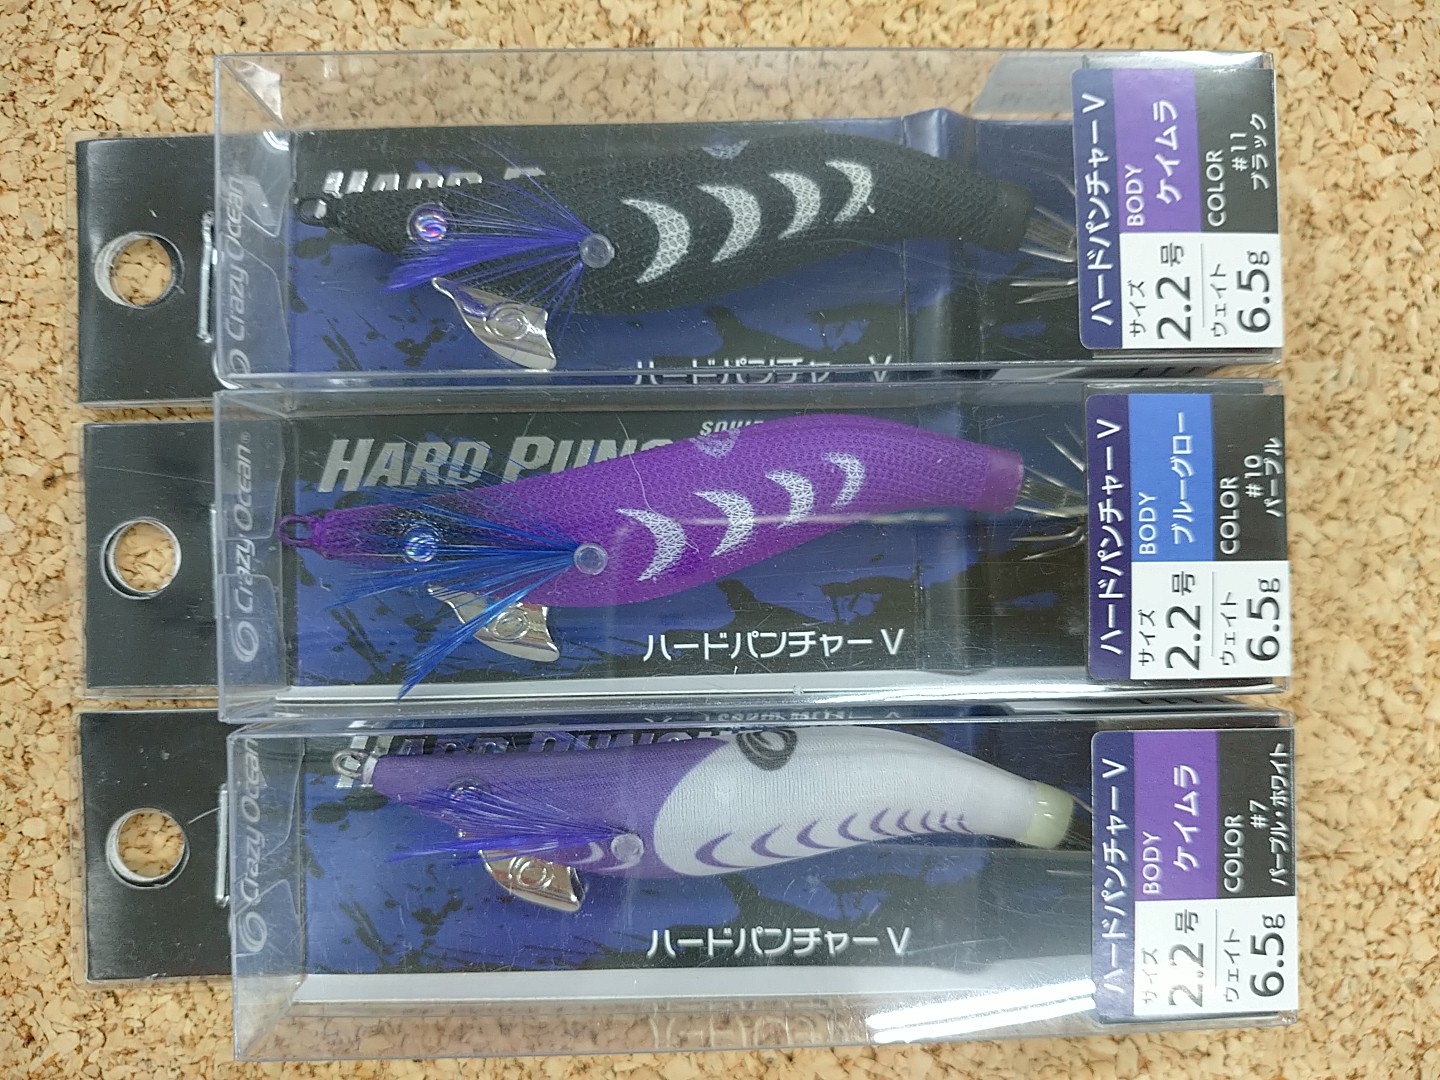 Crazy Ocean
ハードパンチャー V
ハードパンチャー V
BODY
ケイムラ
COLOR
#11
ブラック
サイズ
2.2 号
ウェイト
6.5g
Crazy Ocean®
HARD PUNC
ハードパンチャー V
ハードパンチャー V
BODY
ブルーグロー
COLOR
#10
パープル
サイズ
2.2 号
ウェイト
6.5g
Crazy Ocean
ハードパンチャー V
ハードパンチャー V
BODY
ケイムラ
COLOR
#7
パープル・ホワイト
サイズ
2.2 号
ウェイト
6.5g